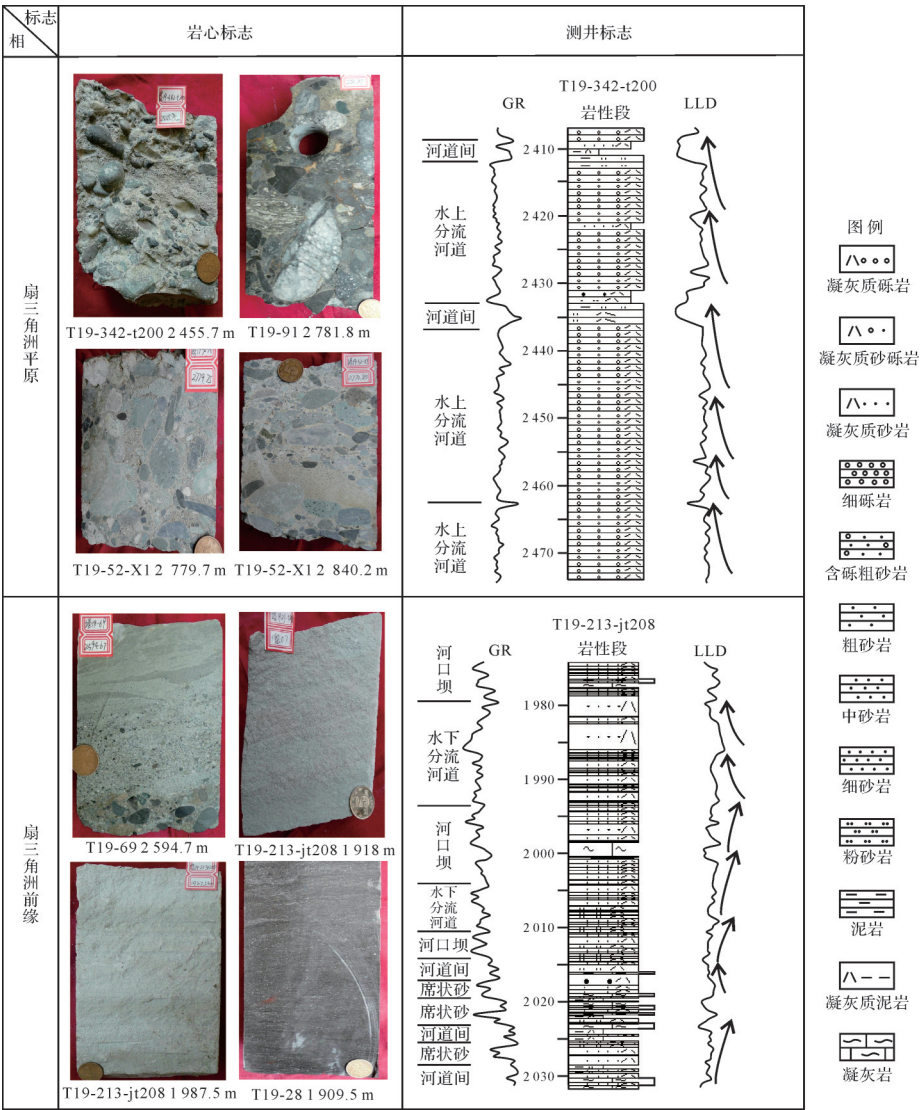 标志
相
岩心标志
测井标志
扇三角洲平原
T19-342-t200 2 455.7 m
T19-91 2 781.8 m
T19-52-X1 2 779.7 m
T19-52-X1 2 840.2 m
T19-342-t200
GR
岩性段
LLD
河道间
水上
分流
河道
河道间
水上
分流
河道
水上
分流
河道
2 410
2 420
2 430
2 440
2 450
2 460
2 470
扇三角洲前缘
T19-69 2 594.7 m
T19-213-jt208 1 918 m
T19-213-jt208 1 987.5 m
T19-28 1 909.5 m
T19-213-jt208
GR
岩性段
LLD
河口坝
水下
分流
河道
河口坝
水下
分流
河道
河口坝
河道间
席状砂
席状砂
河道间
席状砂
河道间
1 980
1 990
2 000
2 010
2 020
2 030
图例
凝灰质砾岩
凝灰质砂砾岩
凝灰质砂岩
细砾岩
含砾粗砂岩
粗砂岩
中砂岩
细砂岩
粉砂岩
泥岩
凝灰质泥岩
凝灰岩